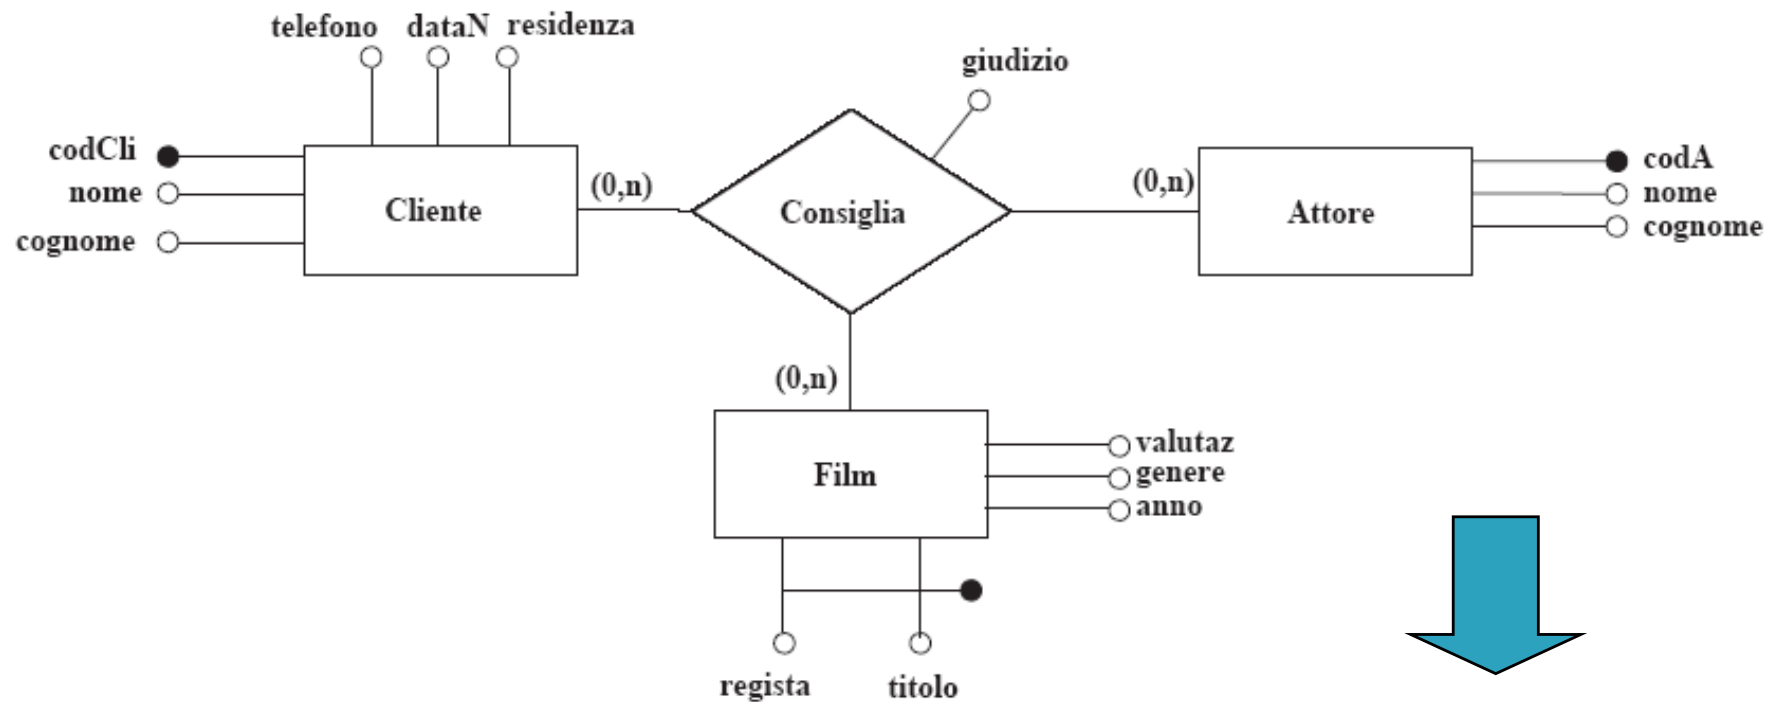 telefono dataN residenza
giudizio
codCli
nome
cognome
Cliente
(0,n)
Consiglia
(0,n)
Attore
codA
nome
cognome
(0,n)
Film
valutaz
genere
anno
regista titolo